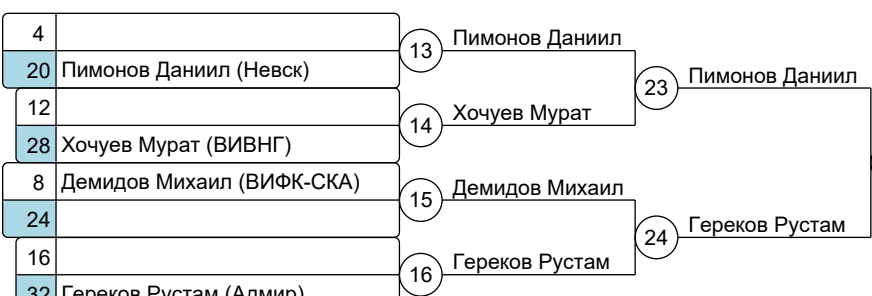 4
20 Пимонов Даниил (Невск)
12
28 Хочуев Мурат (ВИВНГ)
8 Демидов Михаил (ВИФК-СКА)
24
16
32 Гереков Рустам (Адмир)
13 Пимонов Даниил
14 Хочуев Мурат
15 Демидов Михаил
16 Гереков Рустам
23 Пимонов Даниил
24 Гереков Рустам